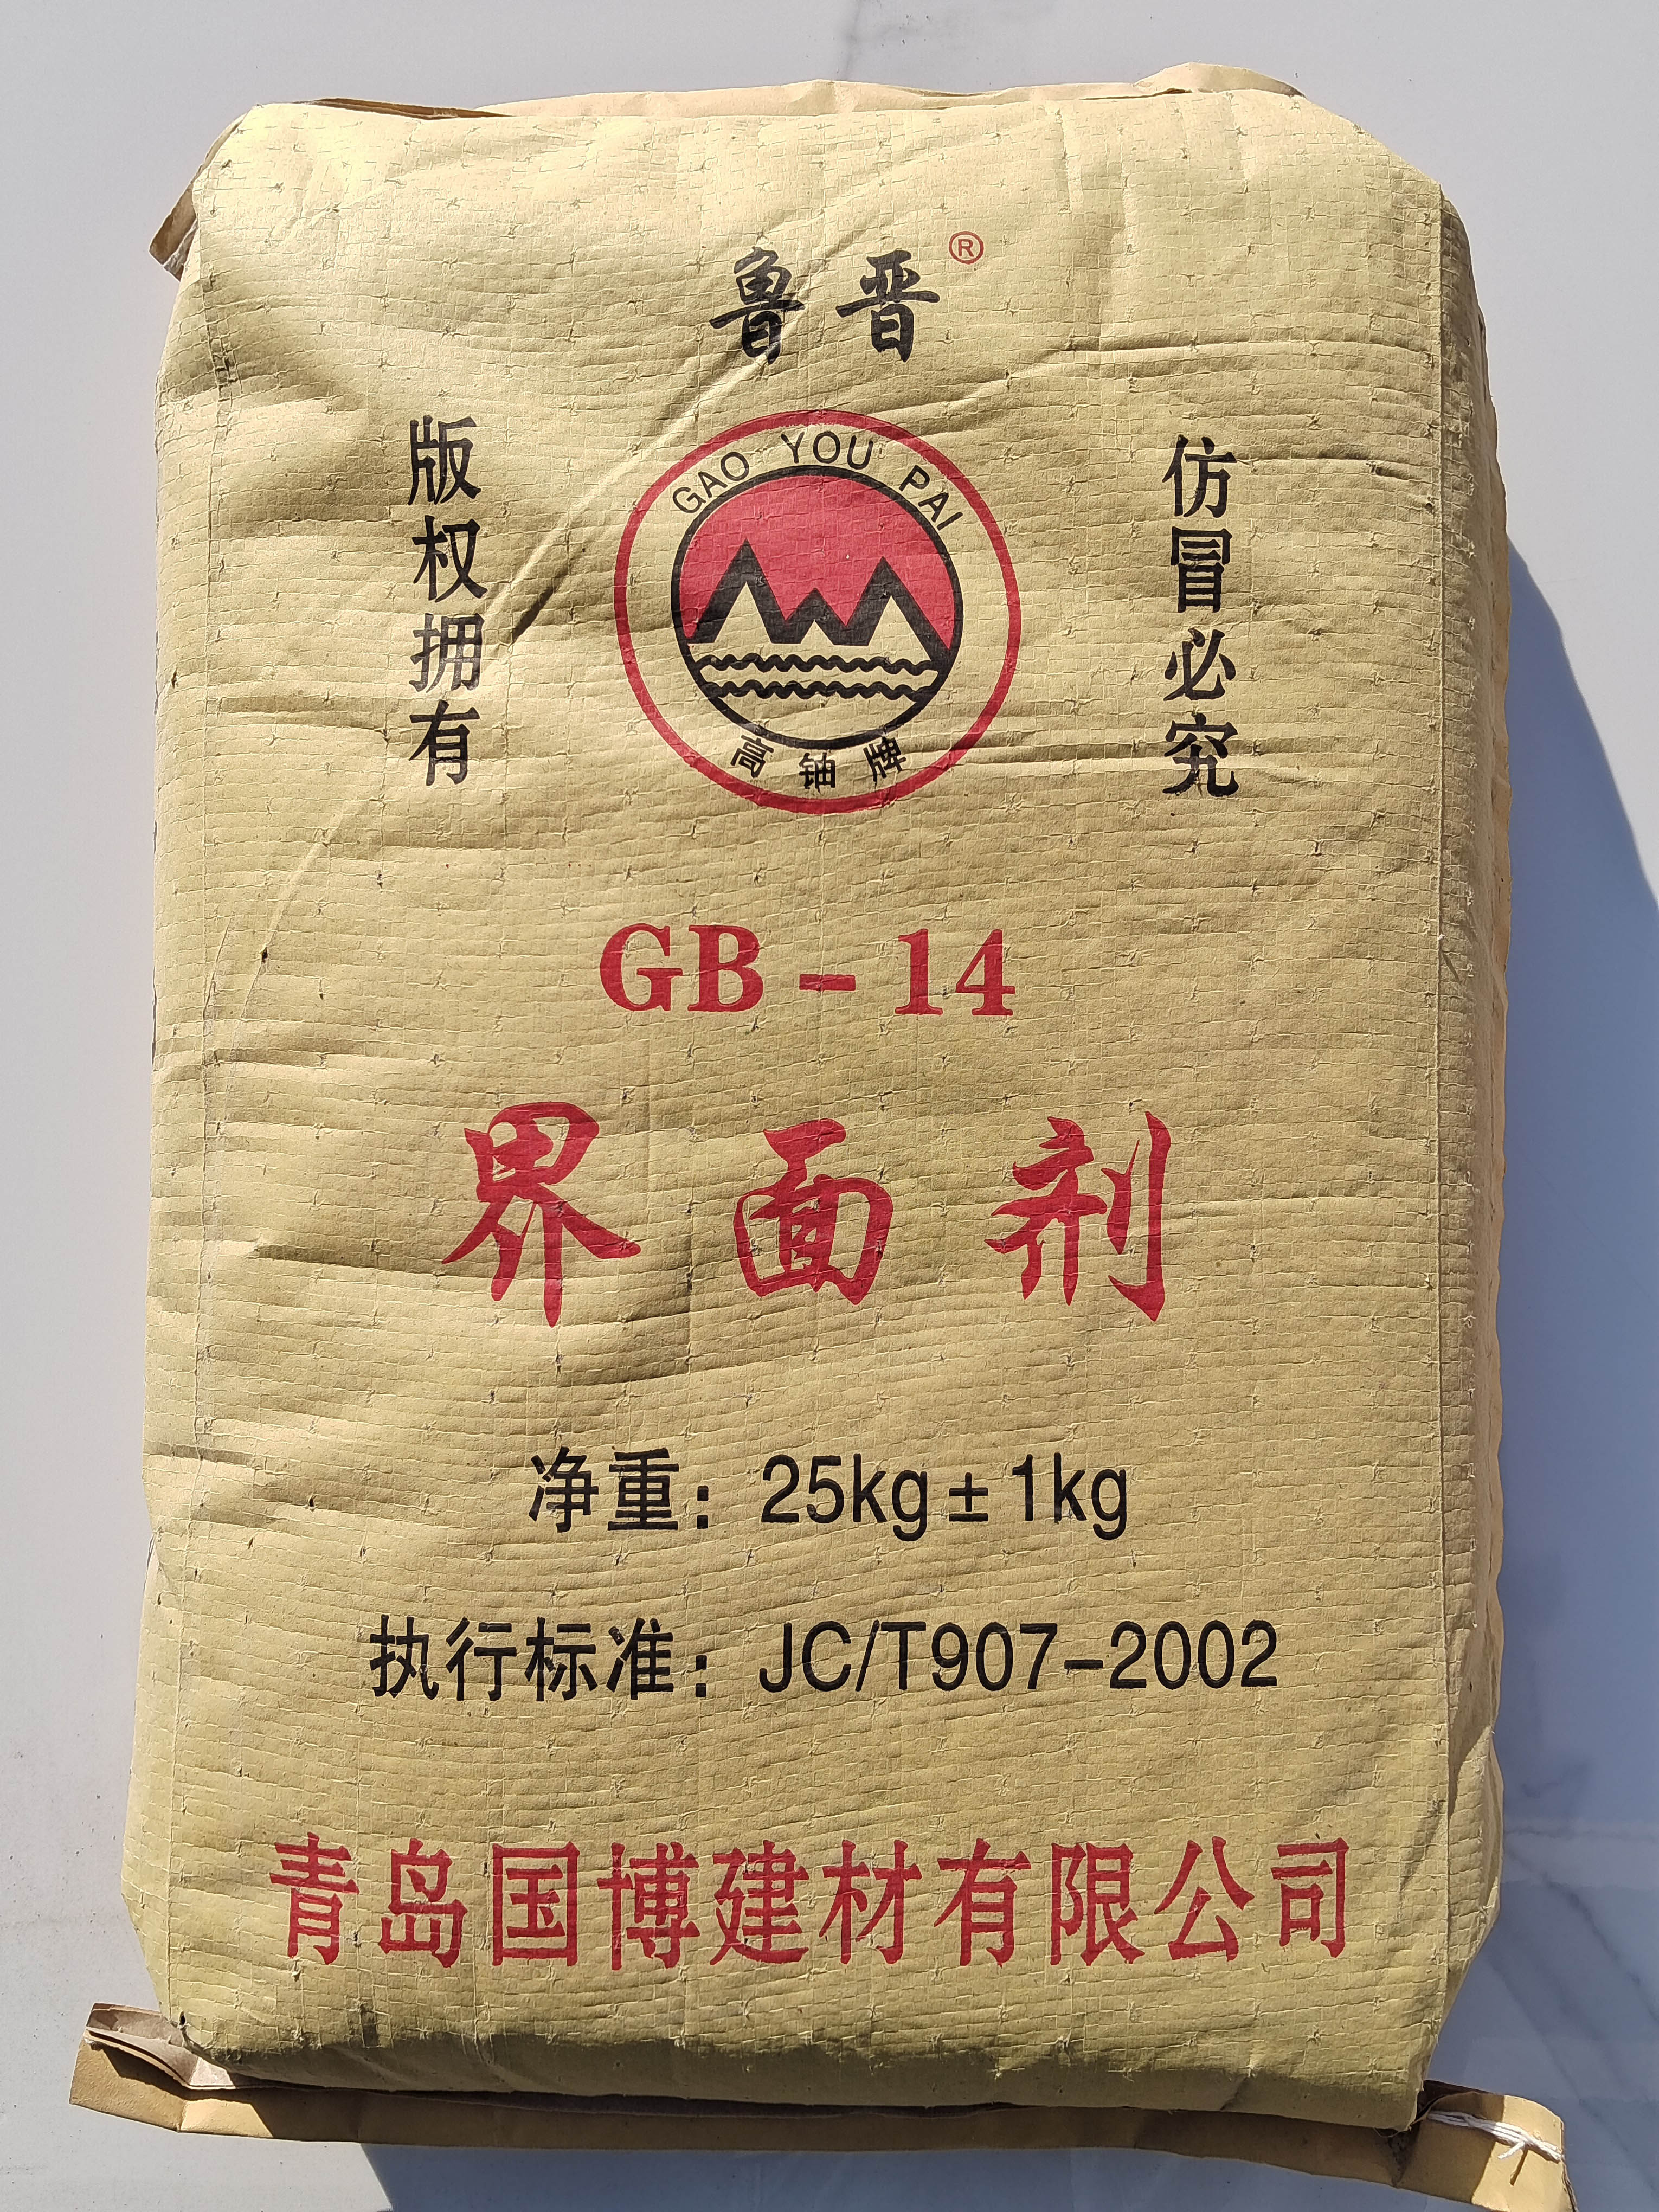 鲁晋®
版权拥有
仿冒必究
GAO YOU PAI
高铀牌
GB-14
界面剂
净重：25kg±1kg
执行标准：JC/T907-2002
青岛国博建材有限公司